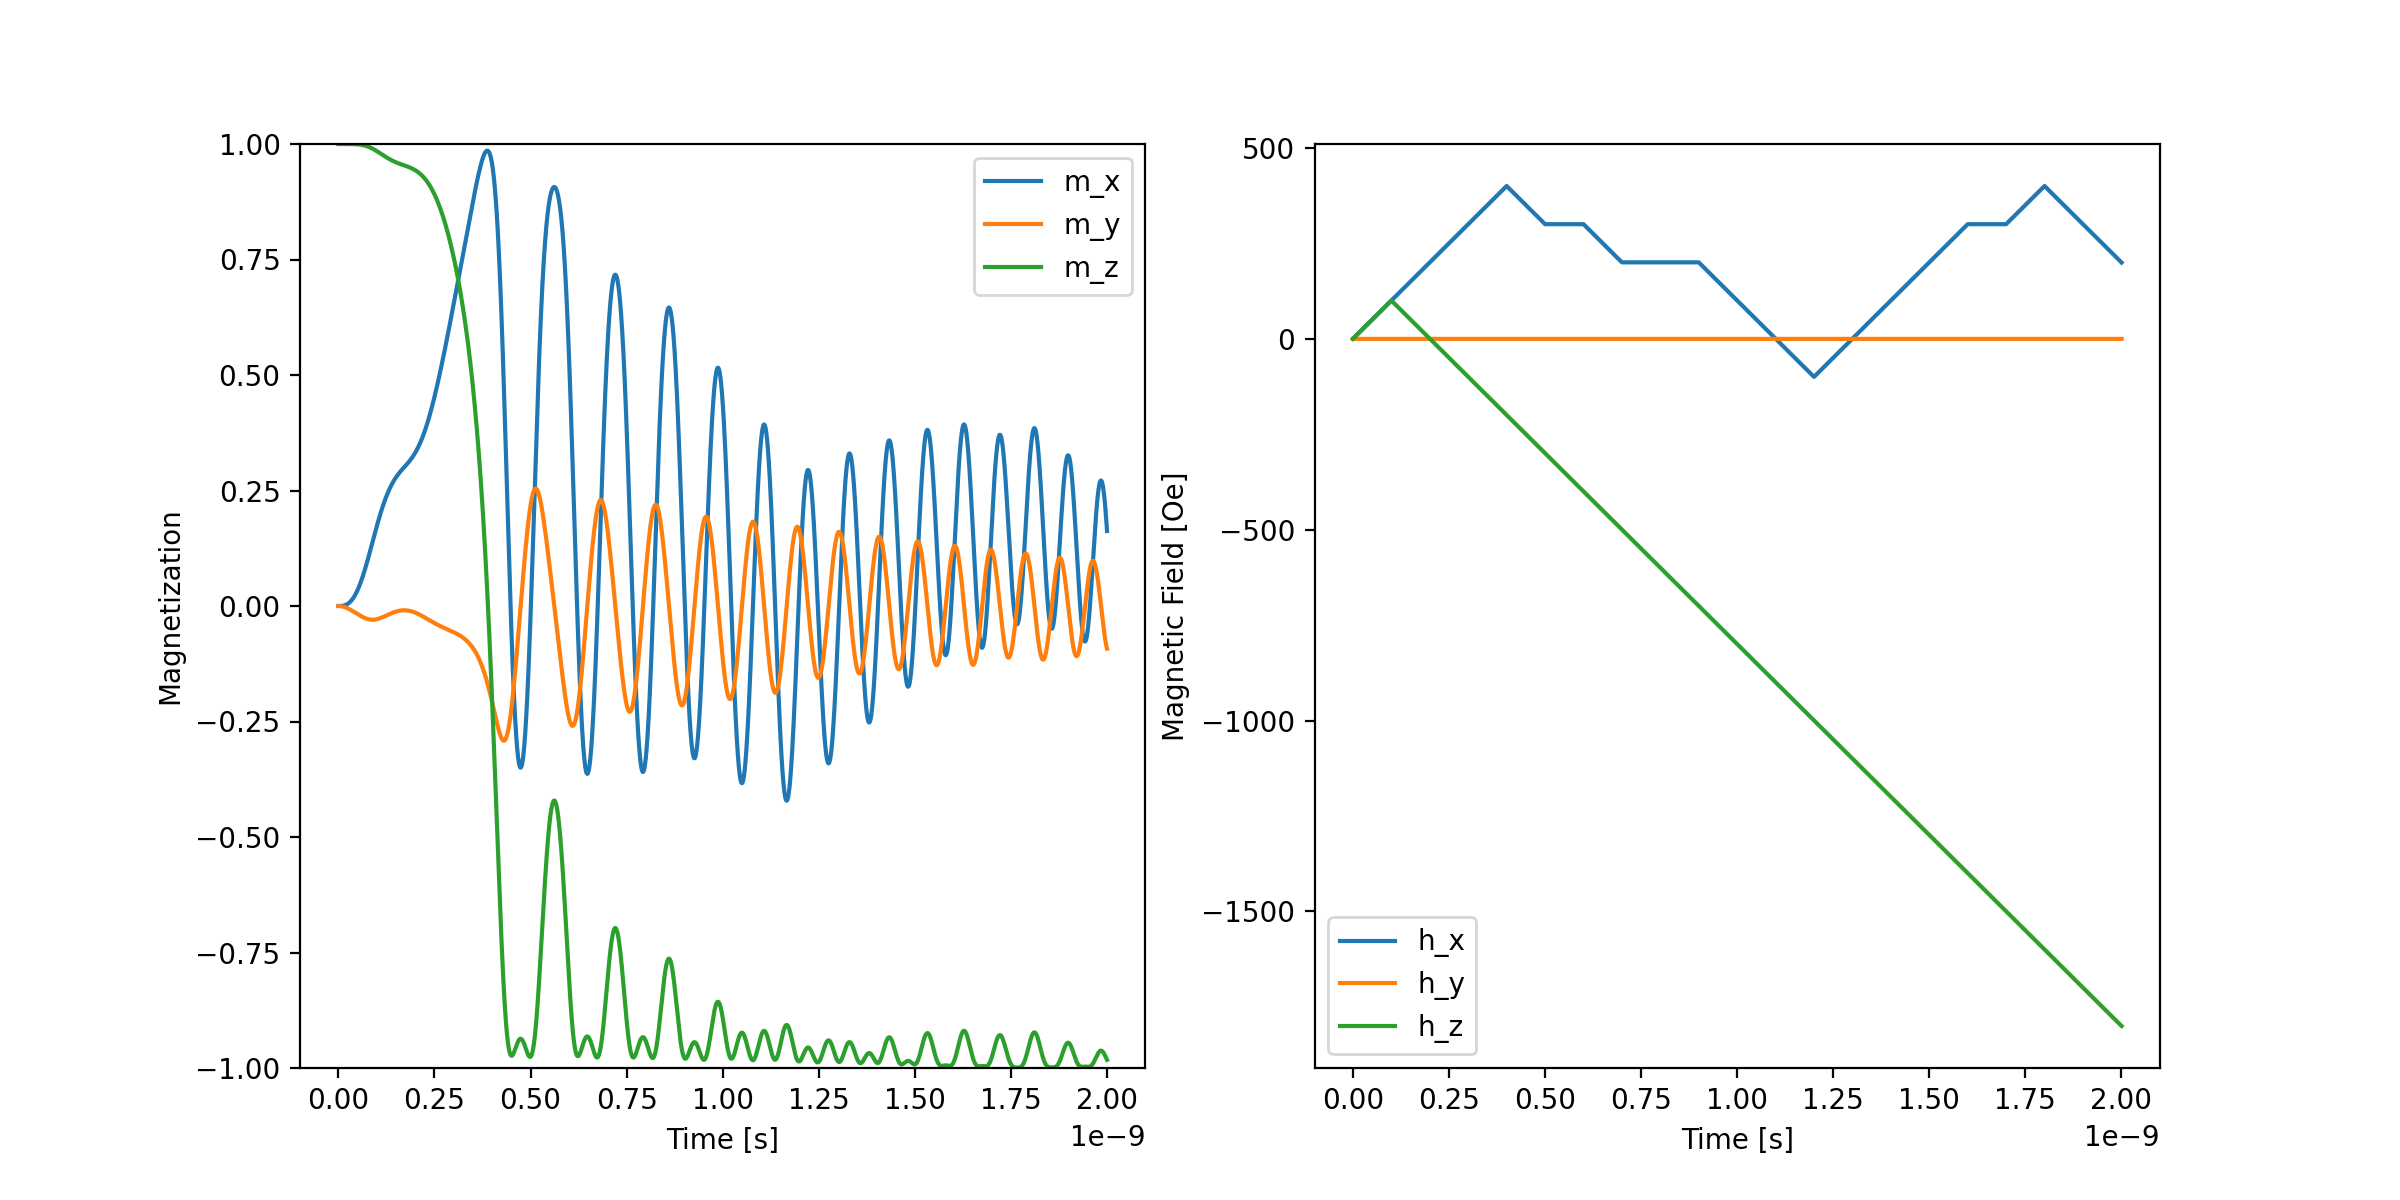 1.00
0.75
0.50
0.25
0.00
−0.25
−0.50
−0.75
−1.00
Magnetization
m_x
m_y
m_z
0.00 0.25 0.50 0.75 1.00 1.25 1.50 1.75 2.00
Time [s]
1e−9
500
0
−500
−1000
−1500
Magnetic Field [Oe]
h_x
h_y
h_z
0.00 0.25 0.50 0.75 1.00 1.25 1.50 1.75 2.00
Time [s]
1e−9